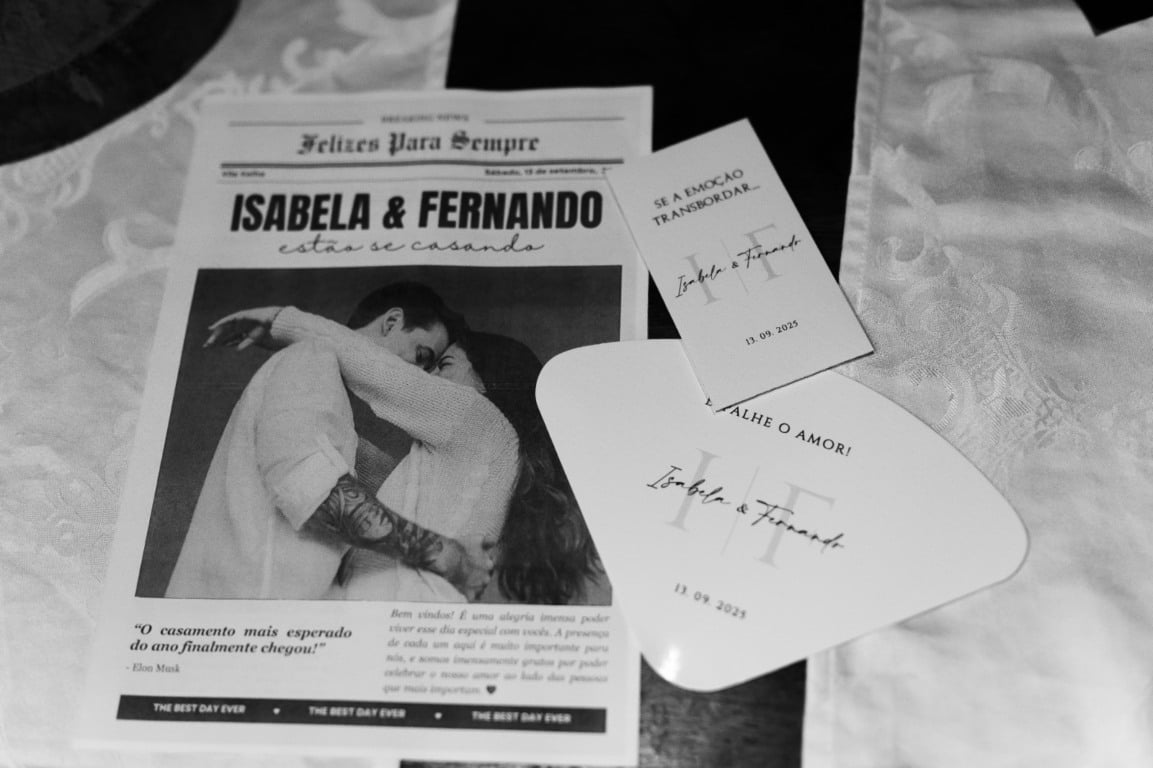 BREAKING NEWS
Felizes Para Sempre
Sábado, 13 de setembro,
ISABELA & FERNANDO
estão se casando
“O casamento mais esperado
do ano finalmente chegou!”
- Elon Musk
Bem vindos! É uma alegria imensa poder
viver esse dia especial com vocês. A presença
de cada um aqui é muito importante para
nós, e somos imensamente gratos por poder
celebrar o nosso amor ao lado das pessoas
que mais importam. ♥
THE BEST DAY EVER ♥ THE BEST DAY EVER ♥ THE BEST DAY EVER
SE A EMOÇÃO
TRANSBORDAR...
I | F
Isabela & Fernando
13. 09. 2025
ALHE O AMOR!
I | F
Isabela & Fernando
13. 09. 2025